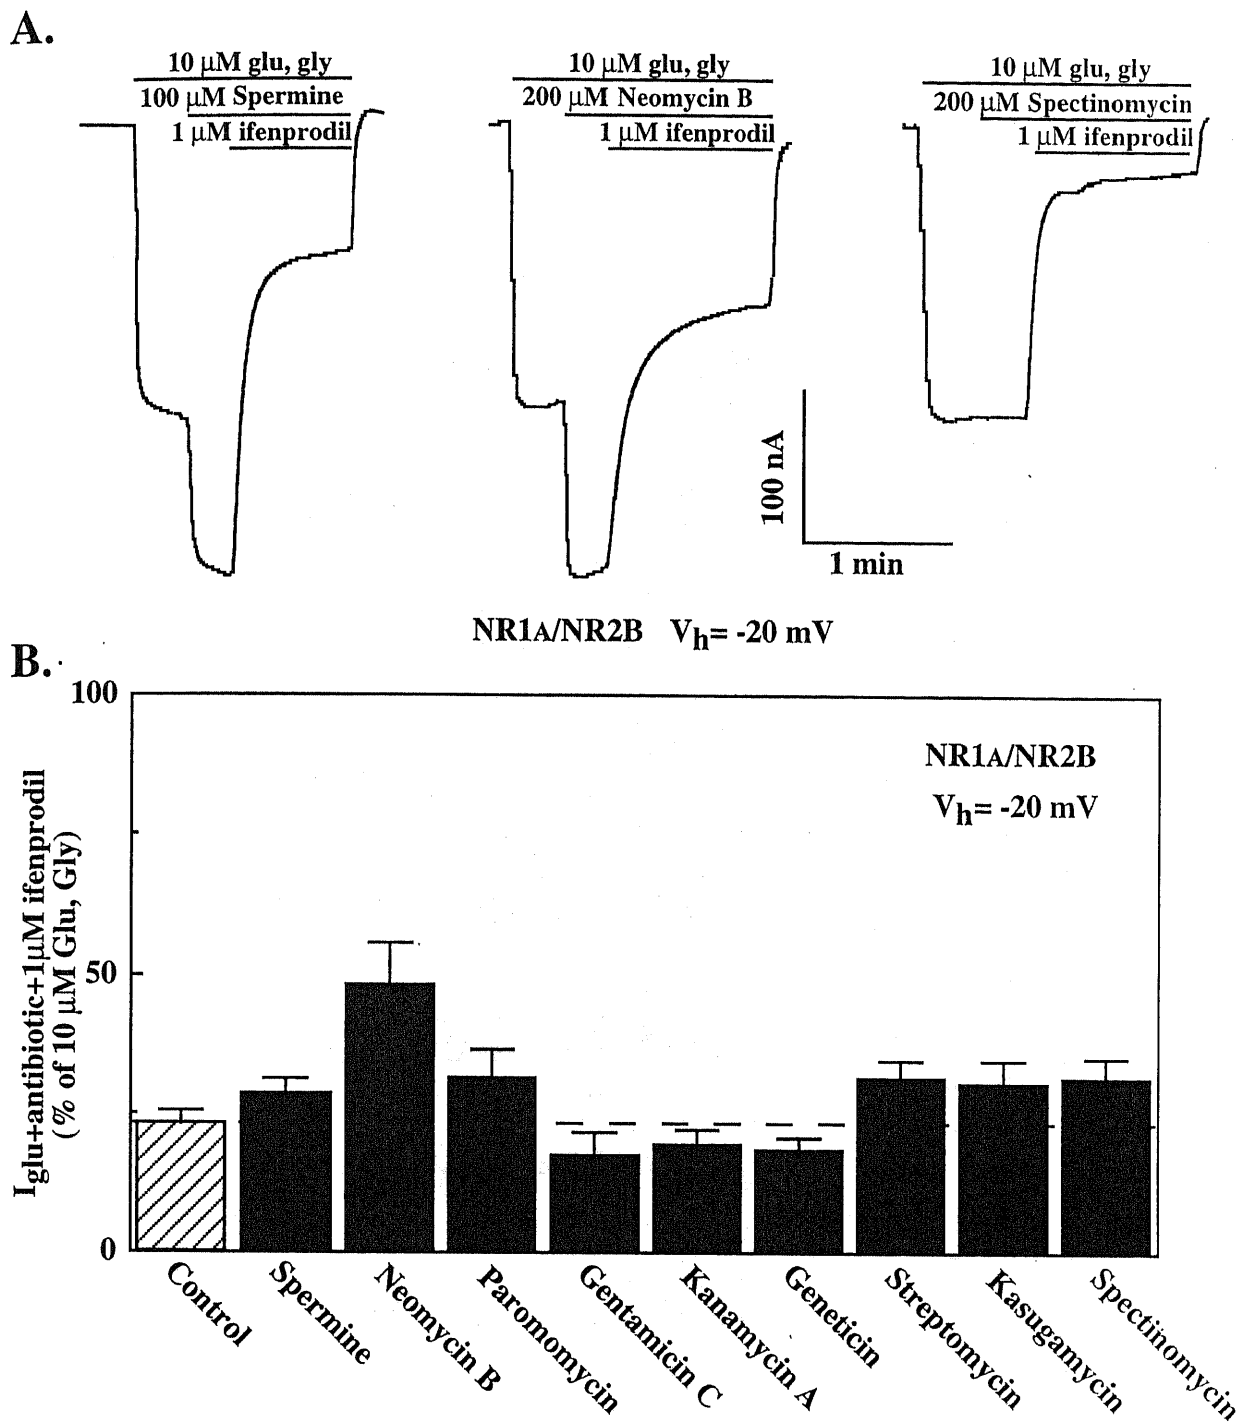 A.
10 µM glu, gly
100 µM Spermine
1 µM ifenprodil
10 µM glu, gly
200 µM Neomycin B
1 µM ifenprodil
10 µM glu, gly
200 µM Spectinomycin
1 µM ifenprodil
100 nA
1 min
NR1A/NR2B Vh= -20 mV
B.
100
50
0
Iglu+antibiotic+1µM ifenprodil
(% of 10 µM Glu, Gly)
NR1A/NR2B
Vh= -20 mV
Control
Spermine
Neomycin B
Paromomycin
Gentamicin C
Kanamycin A
Geneticin
Streptomycin
Kasugamycin
Spectinomycin